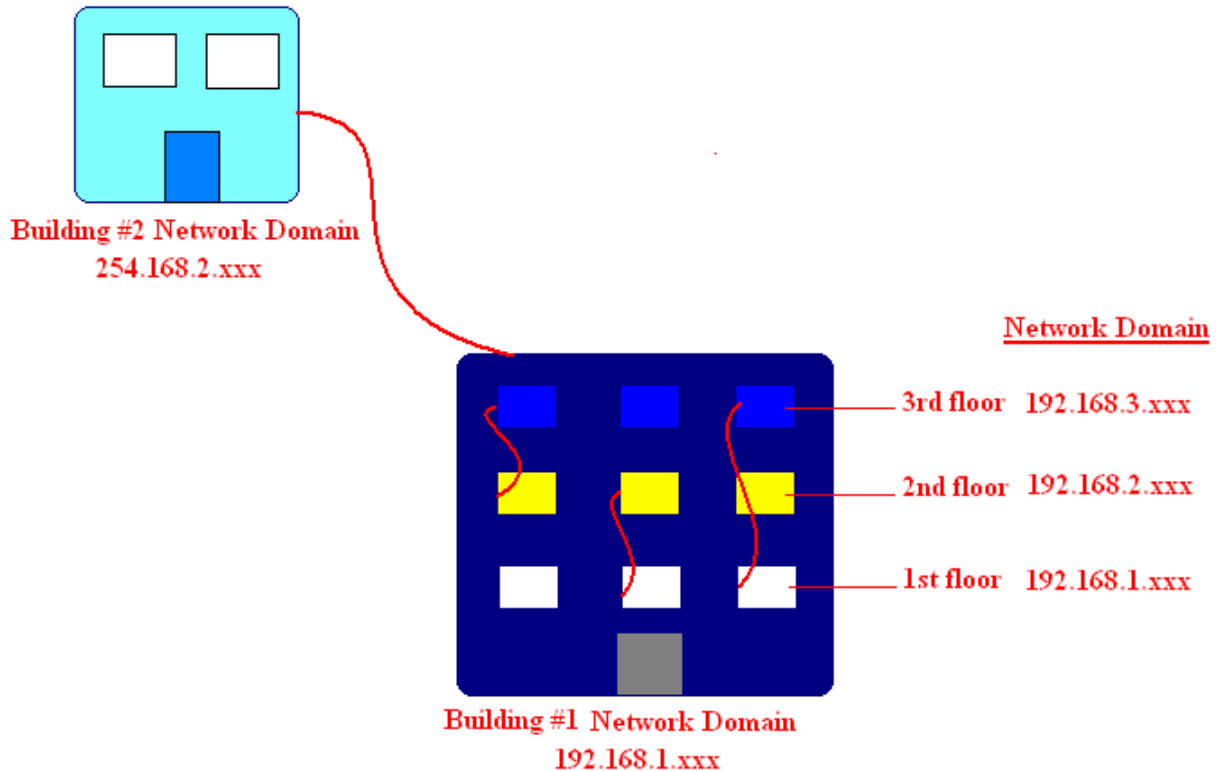 Building #2 Network Domain
254.168.2.xxx
Network Domain
3rd floor 192.168.3.xxx
2nd floor 192.168.2.xxx
1st floor 192.168.1.xxx
Building #1 Network Domain
192.168.1.xxx